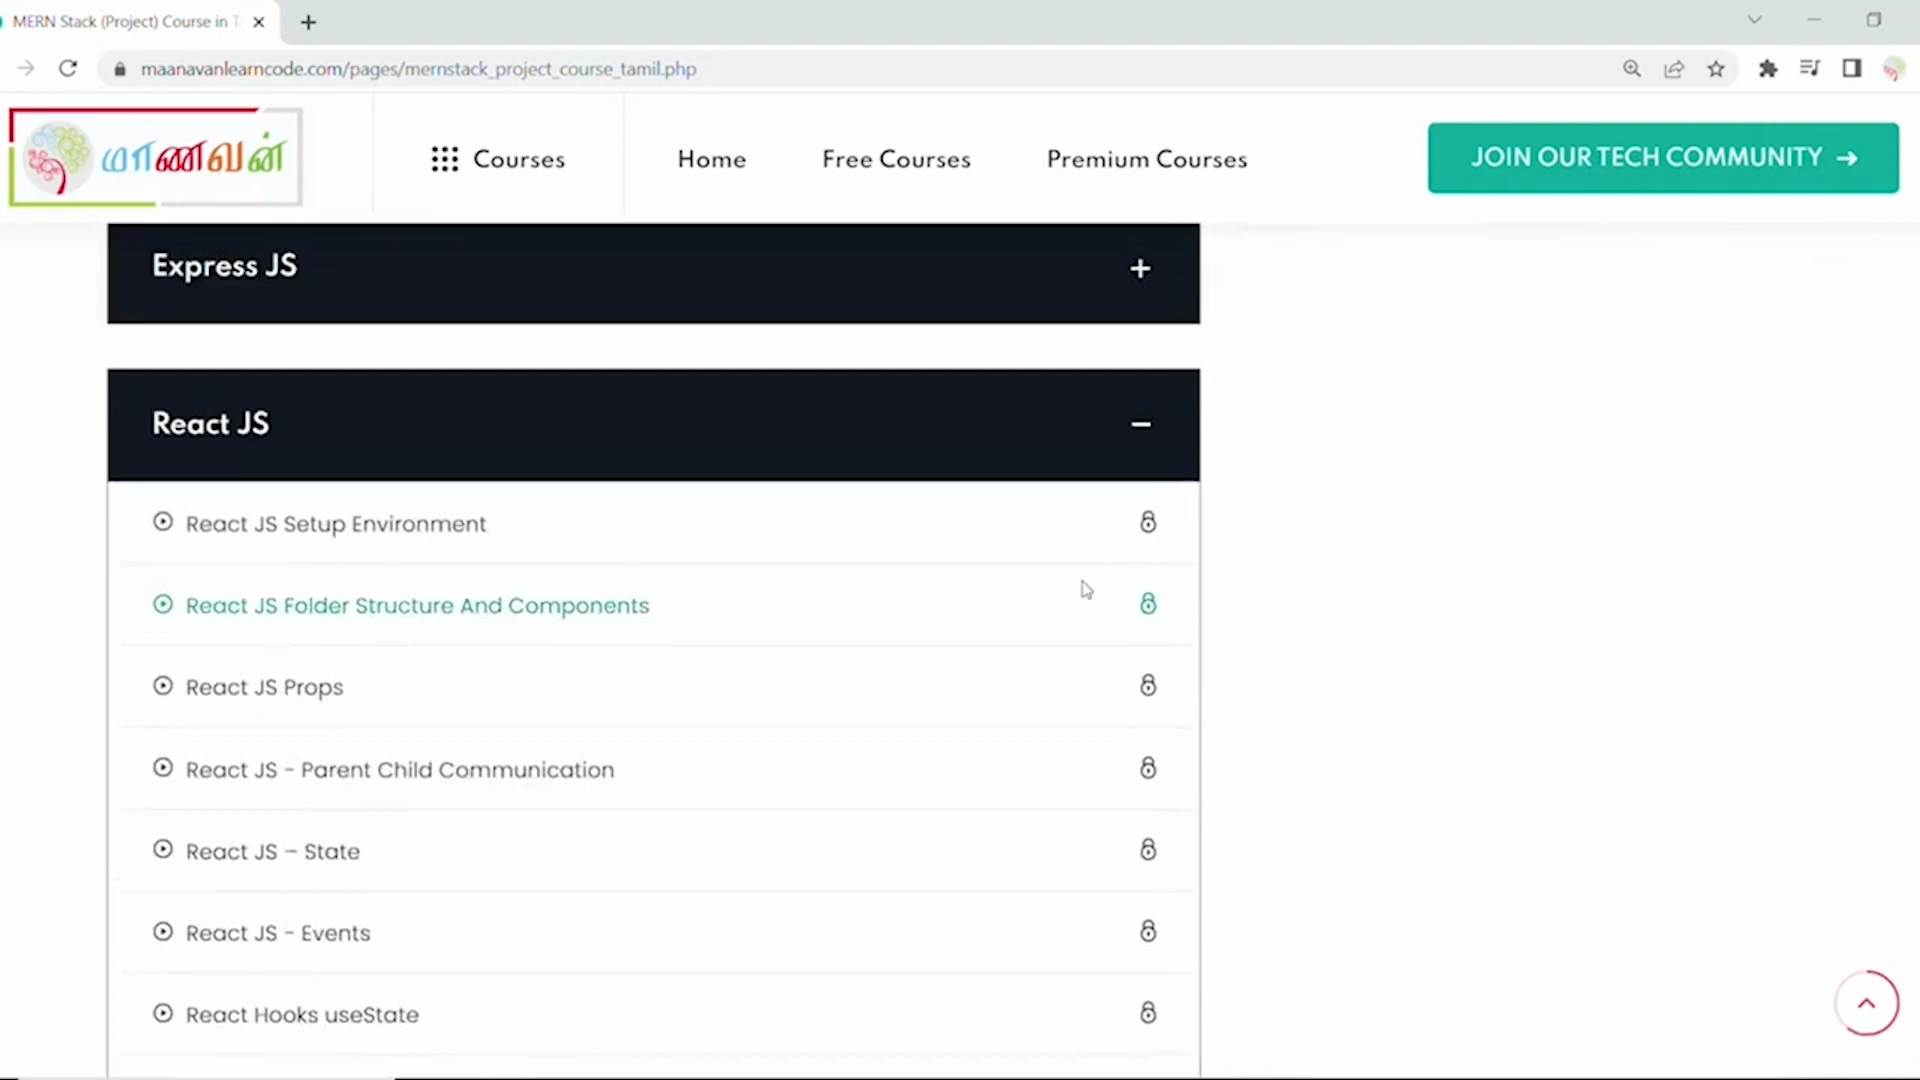 MERN Stack (Project) Course in T
maanavanlearncode.com/pages/mernstack_project_course_tamil.php
மாணவன்
Courses
Home
Free Courses
Premium Courses
JOIN OUR TECH COMMUNITY →
Express JS
React JS
React JS Setup Environment
React JS Folder Structure And Components
React JS Props
React JS - Parent Child Communication
React JS – State
React JS - Events
React Hooks useState